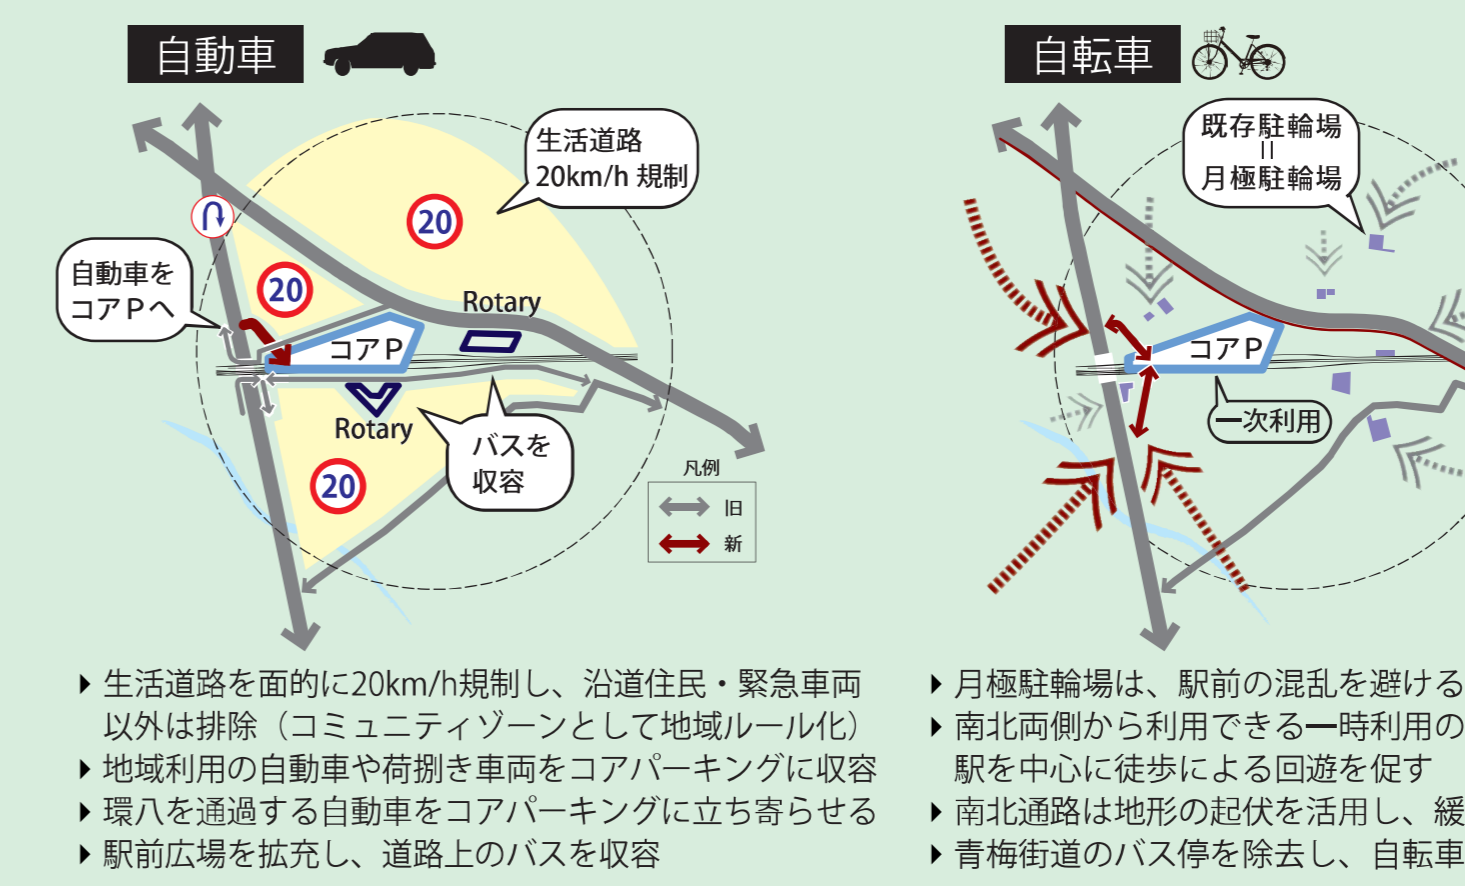 自動車
生活道路
20km/h 規制
20
自動車を
コアPへ
20
Rotary
コアP
Rotary
バスを
収容
20
凡例
旧
新
生活道路を面的に20km/h規制し、沿道住民・緊急車両
以外は排除（コミュニティゾーンとして地域ルール化）
地域利用の自動車や荷捌き車両をコアパーキングに収容
環八を通過する自動車をコアパーキングに立ち寄らせる
駅前広場を拡充し、道路上のバスを収容
自転車
既存駐輪場
=
月極駐輪場
コアP
一次利用
月極駐輪場は、駅前の混乱を避ける
南北両側から利用できる一時利用の
駅を中心に徒歩による回遊を促す
南北通路は地形の起伏を活用し、緩
青梅街道のバス停を除去し、自転車